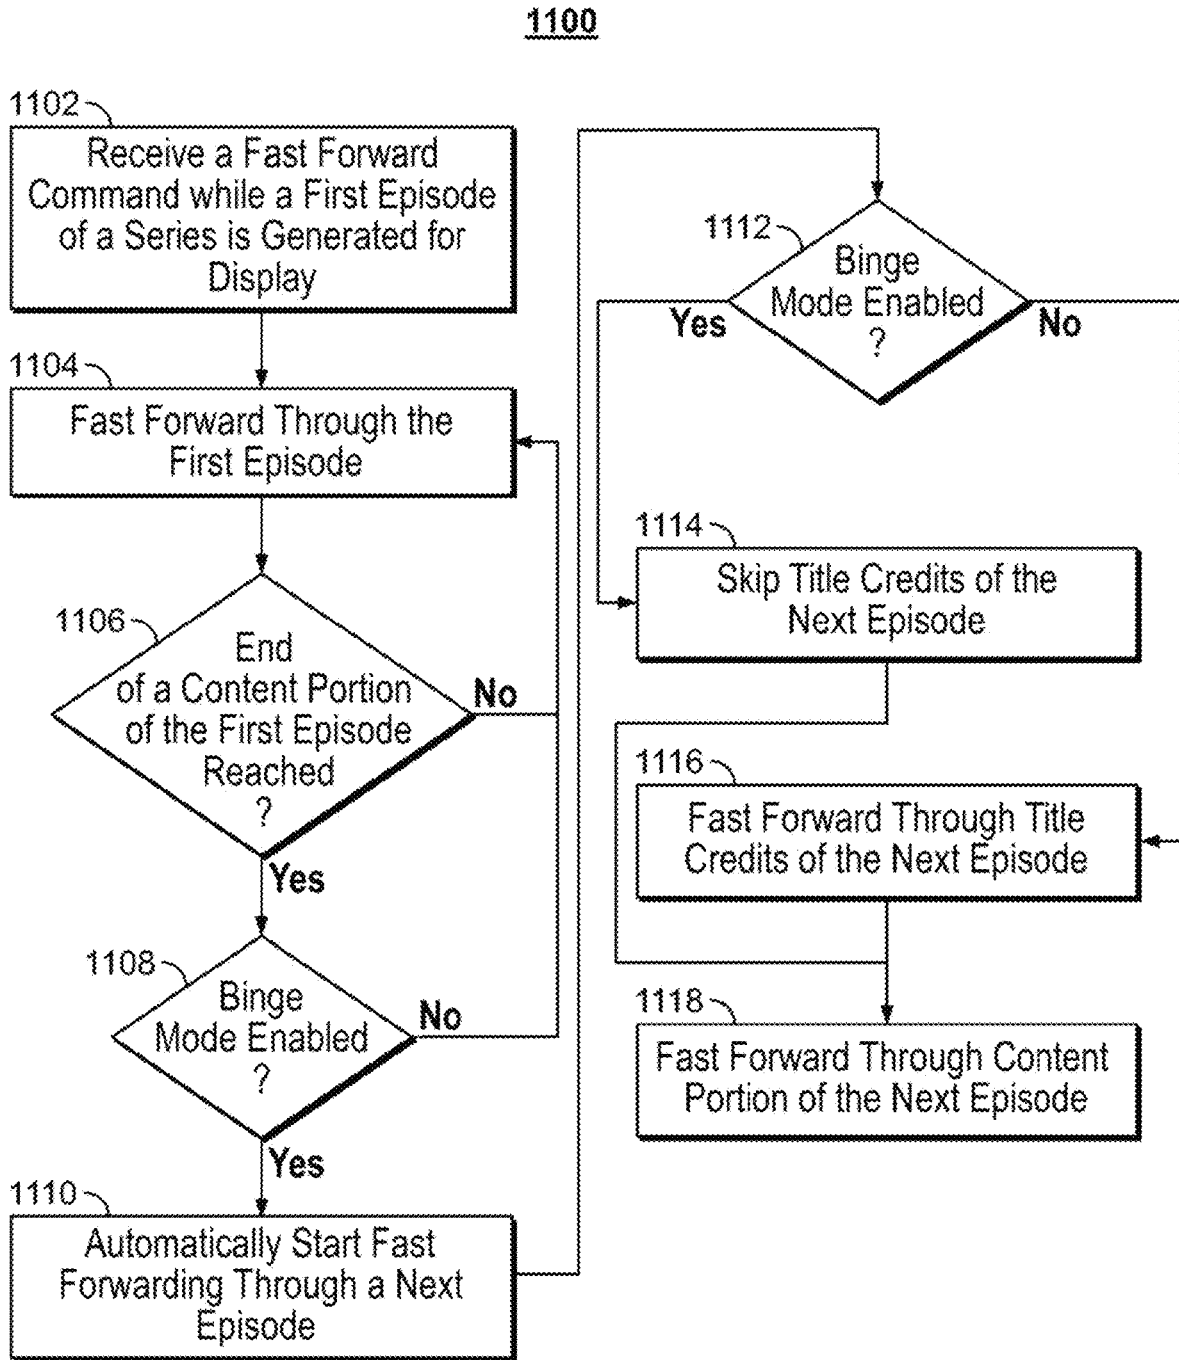 1100
1102
Receive a Fast Forward
Command while a First Episode
of a Series is Generated for
Display
1104
Fast Forward Through the
First Episode
1106
End
of a Content Portion
of the First Episode
Reached
?
No
Yes
1108
Binge
Mode Enabled
?
No
Yes
1110
Automatically Start Fast
Forwarding Through a Next
Episode
1112
Binge
Mode Enabled
?
Yes
No
1114
Skip Title Credits of the
Next Episode
1116
Fast Forward Through Title
Credits of the Next Episode
1118
Fast Forward Through Content
Portion of the Next Episode